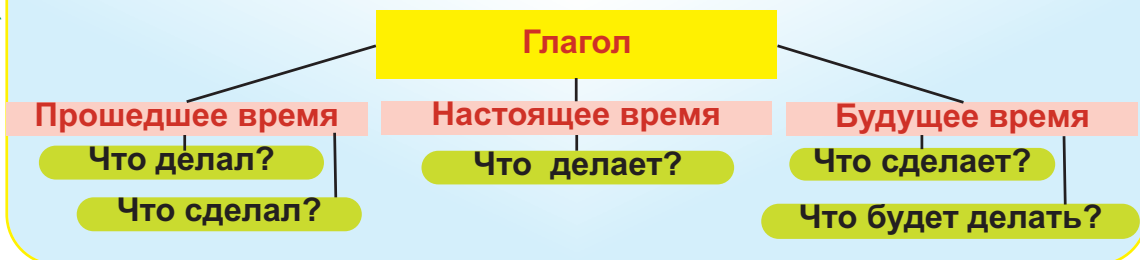 Глагол
Прошедшее время
Настоящее время
Будущее время
Что делал?
Что делает?
Что сделает?
Что сделал?
Что будет делать?